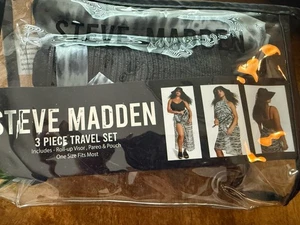 STEVE MADDEN
STEVE MADDEN
3 PIECE TRAVEL SET
Includes - Roll-up Visor, Pareo & Pouch
One Size Fits Most